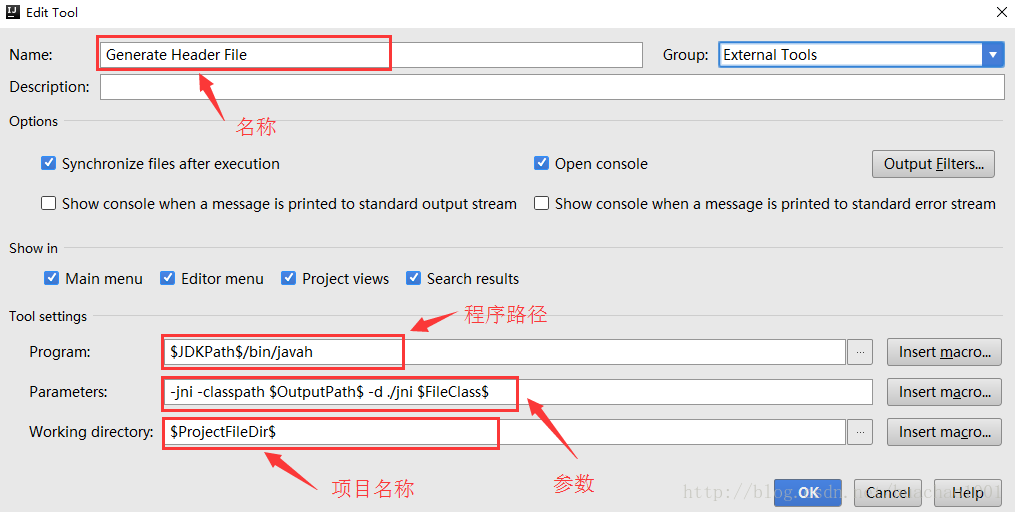 Edit Tool
Name: Generate Header File Group: External Tools
Description:
名称
Options
Synchronize files after execution Open console Output Filters...
Show console when a message is printed to standard output stream Show console when a message is printed to standard error stream
Show in
Main menu Editor menu Project views Search results
程序路径
Tool settings
Program: $JDKPath$/bin/javah ... Insert macro...
Parameters: -jni -classpath $OutputPath$ -d ./jni $FileClass$ Insert macro...
Working directory: $ProjectFileDir$ ... Insert macro...
项目名称 参数
OK Cancel Help